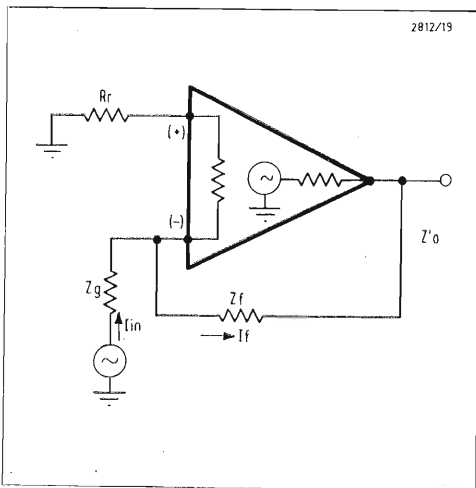 2812/19
Rr
(+)
(-)
Z'o
Zg
Zf
Iin
If